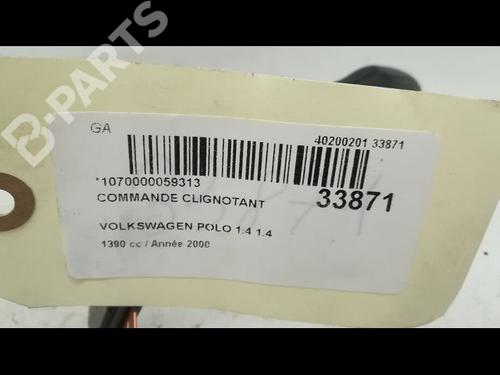 B-PARTS
GA
40200201 33871
*1070000059313
33871
COMMANDE CLIGNOTANT
VOLKSWAGEN POLO 1.4 1.4
1390 cc / Année 2000